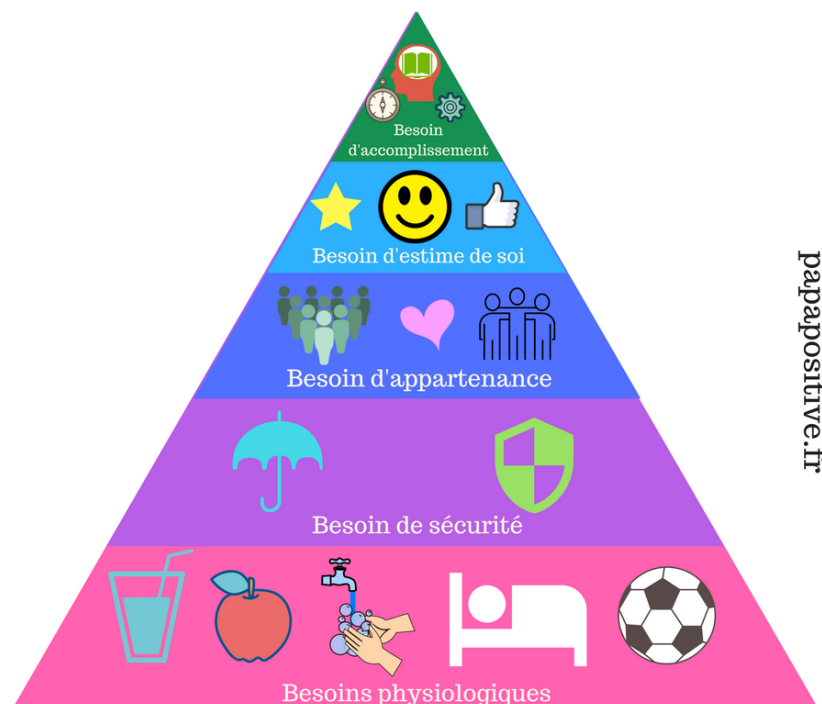 Besoin
d'accomplissement
Besoin d'estime de soi
Besoin d'appartenance
Besoin de sécurité
Besoins physiologiques
papapositive.fr